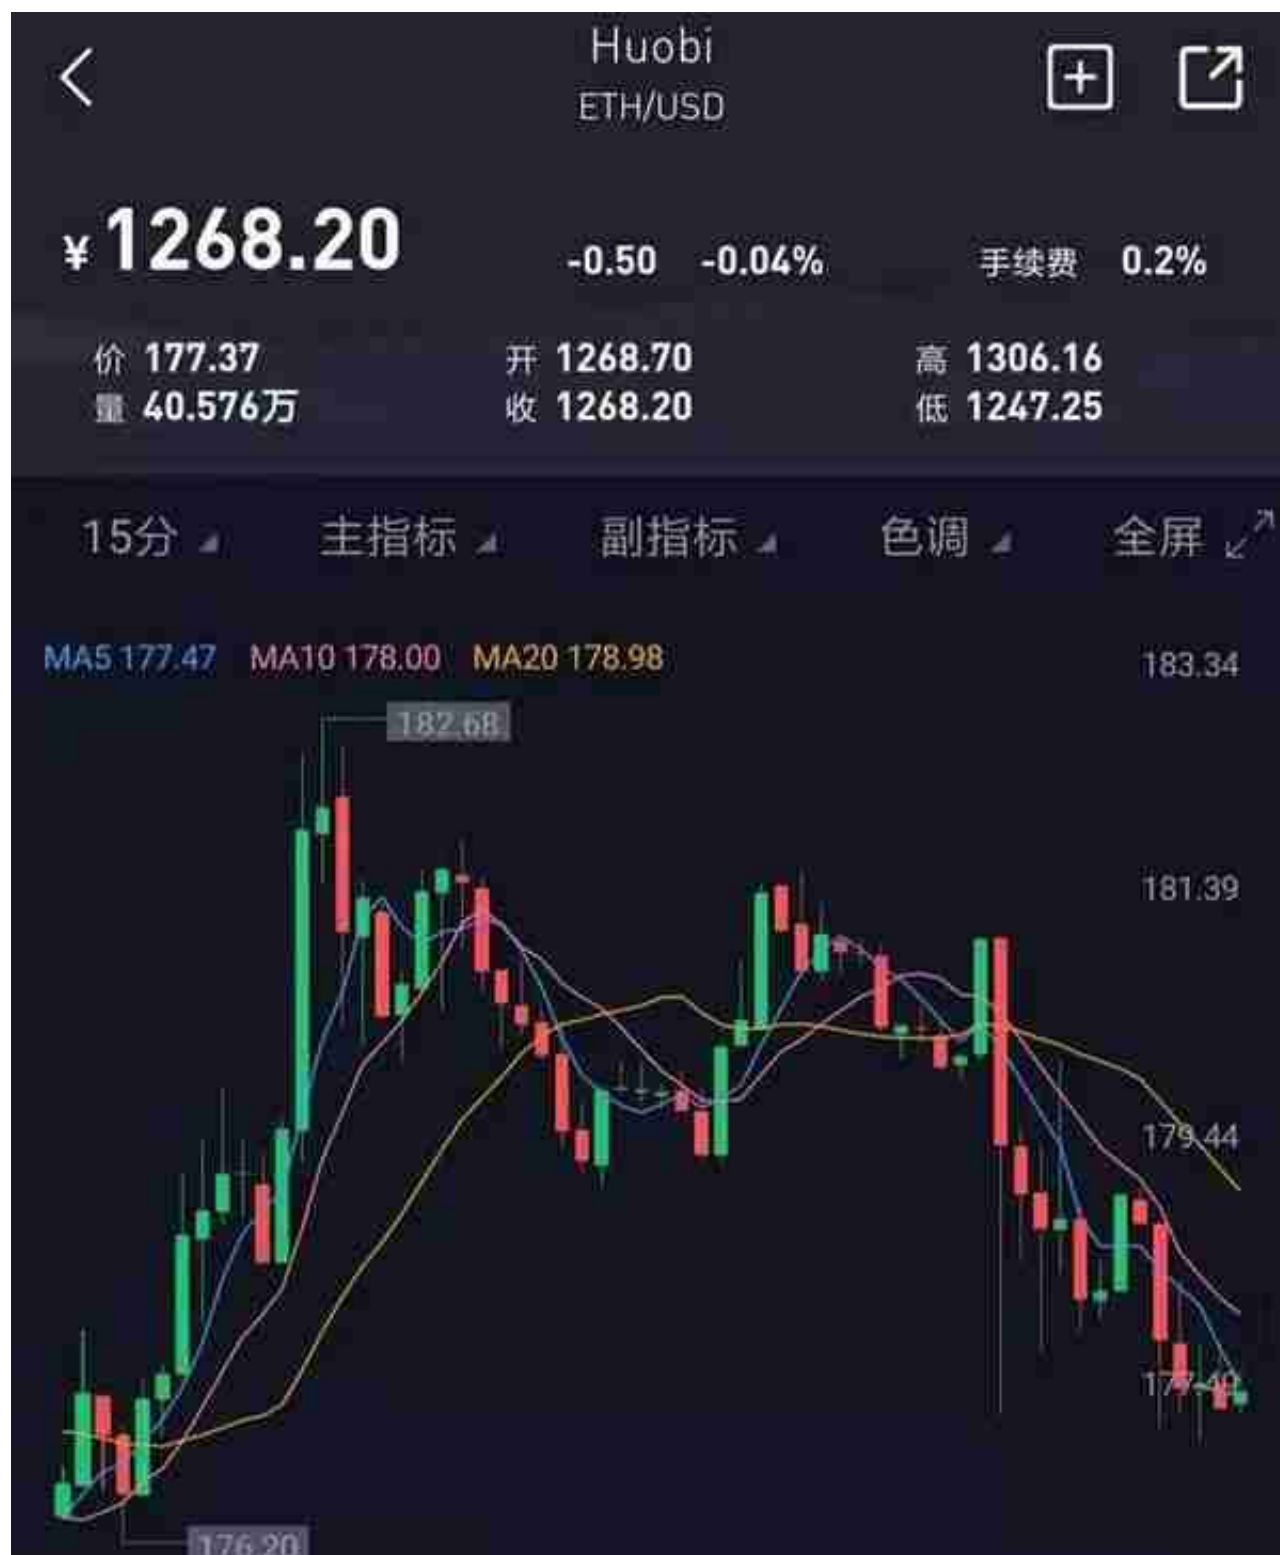 Huobi
ETH/USD
¥1268.20 -0.50 -0.04% 手续费 0.2%
价 177.37 开 1268.70 高 1306.16
量 40.576万 收 1268.20 低 1247.25
15分 主指标 副指标 色调 全屏
MA5 177.47 MA10 178.00 MA20 178.98 183.34
182.68
181.39
179.44
177.49
176.20